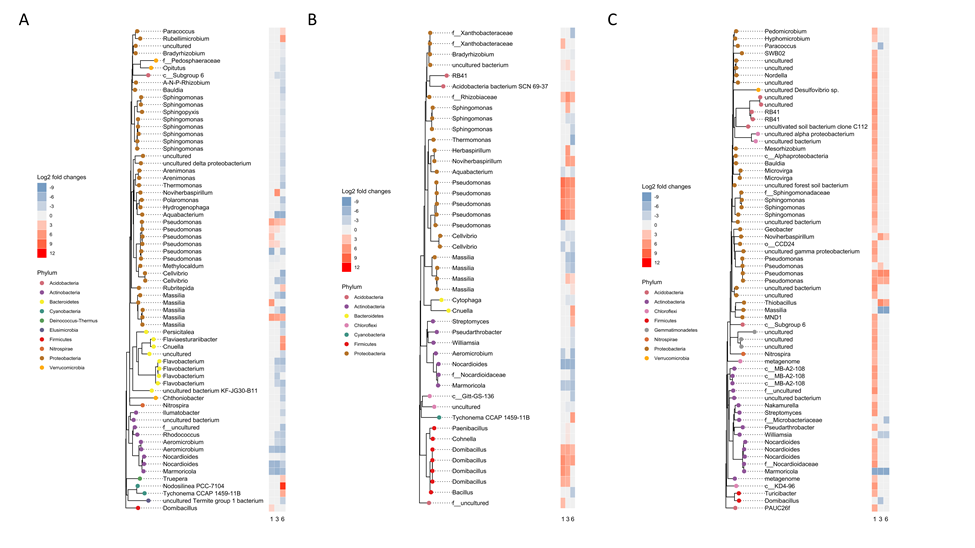 A
Paracoccus
Rubellimicrobium
uncultured
Bradyrhizobium
f__Pedosphaeraceae
Opitutus
c__Subgroup 6
A-N-P-Rhizobium
Bauldia
Sphingomonas
Sphingomonas
Sphingopyxis
Sphingomonas
Sphingomonas
Sphingomonas
Sphingomonas
Sphingomonas
uncultured
uncultured delta proteobacterium
Arenimonas
Arenimonas
Thermomonas
Noviherbaspirillum
Polaromonas
Hydrogenophaga
Aquabacterium
Pseudomonas
Pseudomonas
Pseudomonas
Pseudomonas
Pseudomonas
Pseudomonas
Methylocaldum
Cellvibrio
Cellvibrio
Rubritepida
Massilia
Massilia
Massilia
Massilia
Massilia
Persicitalea
Flaviaesturariibacter
Cnuella
uncultured
Flavobacterium
Flavobacterium
Flavobacterium
Flavobacterium
uncultured bacterium KF-JG30-B11
Chthoniobacter
Nitrospira
Ilumatobacter
uncultured bacterium
f__uncultured
Rhodococcus
Aeromicrobium
Aeromicrobium
Nocardioides
Nocardioides
Marmoricola
Truepera
Nodosilinea PCC-7104
Tychonema CCAP 1459-11B
uncultured Termite group 1 bacterium
Domibacillus
1 3 6
Log2 fold changes
-9
-6
-3
0
3
6
9
12
Phylum
Acidobacteria
Actinobacteria
Bacteroidetes
Cyanobacteria
Deinococcus-Thermus
Elusimicrobia
Firmicutes
Nitrospirae
Proteobacteria
Verrucomicrobia
B
f__Xanthobacteraceae
f__Xanthobacteraceae
Bradyrhizobium
uncultured bacterium
RB41
Acidobacteria bacterium SCN 69-37
f__Rhizobiaceae
Sphingomonas
Sphingomonas
Sphingomonas
Thermomonas
Herbaspirillum
Noviherbaspirillum
Aquabacterium
Pseudomonas
Pseudomonas
Pseudomonas
Pseudomonas
Pseudomonas
Cellvibrio
Cellvibrio
Massilia
Massilia
Massilia
Massilia
Cytophaga
Cnuella
Streptomyces
Pseudarthrobacter
Williamsia
Aeromicrobium
Nocardioides
f__Nocardioidaceae
Marmoricola
c__Gitt-GS-136
uncultured
Tychonema CCAP 1459-11B
Paenibacillus
Cohnella
Domibacillus
Domibacillus
Domibacillus
Domibacillus
Bacillus
f__uncultured
1 3 6
Log2 fold changes
-9
-6
-3
0
3
6
9
12
Phylum
Acidobacteria
Actinobacteria
Bacteroidetes
Chloroflexi
Cyanobacteria
Firmicutes
Proteobacteria
C
Pedomicrobium
Hyphomicrobium
Paracoccus
SWB02
uncultured
uncultured
Nordella
uncultured
uncultured Desulfovibrio sp.
uncultured
uncultured
RB41
RB41
uncultivated soil bacterium clone C112
uncultured alpha proteobacterium
uncultured bacterium
Mesorhizobium
c__Alphaproteobacteria
Bauldia
Microvirga
Microvirga
uncultured forest soil bacterium
f__Sphingomonadaceae
Sphingomonas
Sphingomonas
Sphingomonas
uncultured bacterium
Geobacter
Noviherbaspirillum
o__CCD24
uncultured gamma proteobacterium
Pseudomonas
Pseudomonas
Pseudomonas
Pseudomonas
uncultured bacterium
uncultured
Thiobacillus
Massilia
MND1
c__Subgroup 6
uncultured
uncultured
uncultured
Nitrospira
metagenome
c__MB-A2-108
c__MB-A2-108
c__MB-A2-108
f__uncultured
uncultured bacterium
Nakamurella
Streptomyces
f__Microbacteriaceae
Pseudarthrobacter
Williamsia
Nocardioides
Nocardioides
Nocardioides
f__Nocardioidaceae
Marmoricola
metagenome
c__KD4-96
Turicibacter
Domibacillus
PAUC26f
1 3 6
Log2 fold changes
-9
-6
-3
0
3
6
9
12
Phylum
Acidobacteria
Actinobacteria
Chloroflexi
Firmicutes
Gemmatimonadetes
Nitrospirae
Proteobacteria
Verrucomicrobia